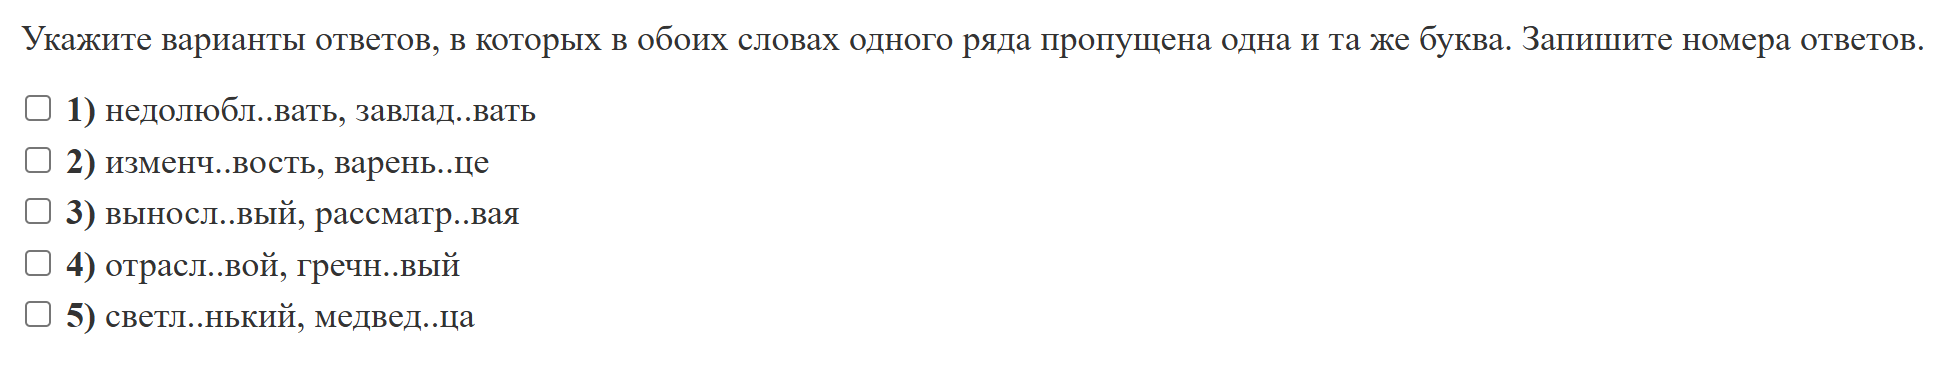 Укажите варианты ответов, в которых в обоих словах одного ряда пропущена одна и та же буква. Запишите номера ответов.
1) недолюбл..вать, завлад..вать
2) изменч..вость, варень..це
3) выносл..вый, рассматр..вая
4) отрасл..вой, гречн..вый
5) светл..нький, медвед..ца